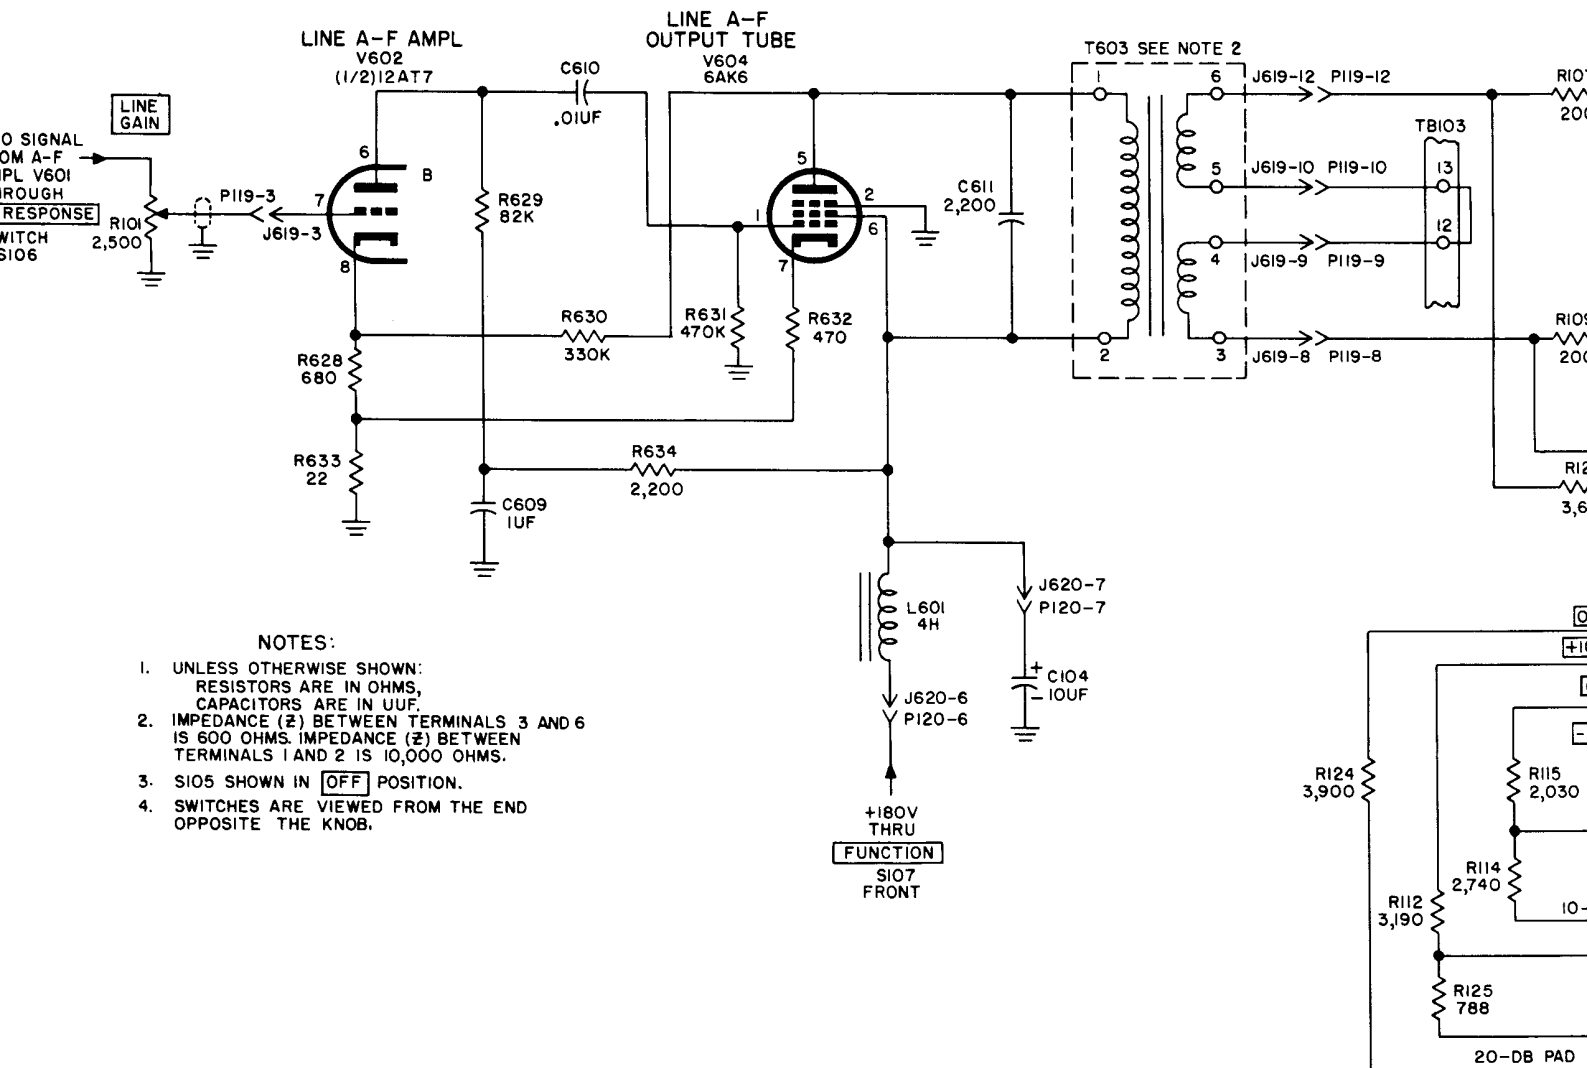 LINE A-F AMPL
V602
(1/2)12AT7
LINE A-F
OUTPUT TUBE
V604
6AK6
C610
.01UF
T603 SEE NOTE 2
LINE
GAIN
O SIGNAL
OM A-F
MPL V601
HROUGH
RESPONSE
WITCH
S106
R101
2,500
P119-3
J619-3
6
7
8
B
R629
82K
5
1
2
6
7
C611
2,200
1
2
6
5
4
3
J619-12 P119-12
J619-10 P119-10
J619-9 P119-9
J619-8 P119-8
TB103
13
12
R107
200
R109
200
R12
3,6
R630
330K
R631
470K
R632
470
R628
680
R633
22
R634
2,200
C609
1UF
L601
4H
J620-7
P120-7
+
C104
-
10UF
J620-6
P120-6
+180V
THRU
FUNCTION
S107
FRONT
NOTES:
1. UNLESS OTHERWISE SHOWN:
RESISTORS ARE IN OHMS,
CAPACITORS ARE IN UUF.
2. IMPEDANCE (Z) BETWEEN TERMINALS 3 AND 6
IS 600 OHMS. IMPEDANCE (Z) BETWEEN
TERMINALS 1 AND 2 IS 10,000 OHMS.
3. S105 SHOWN IN OFF POSITION.
4. SWITCHES ARE VIEWED FROM THE END
OPPOSITE THE KNOB.
R124
3,900
R115
2,030
R114
2,740
R112
3,190
10-
R125
788
20-DB PAD